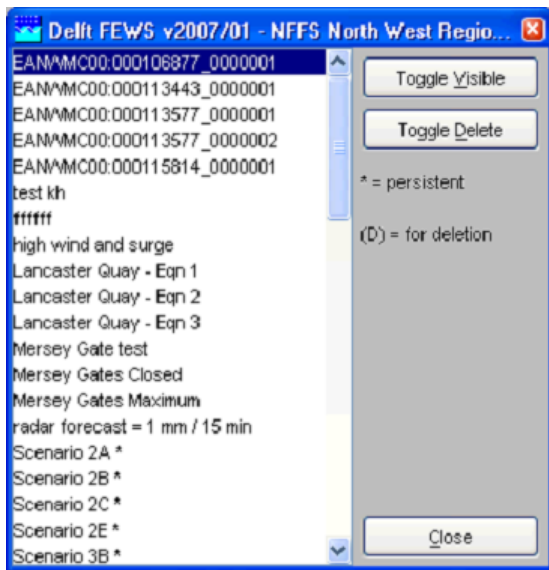 Delft FEWS v2007/01 - NFFS North West Regio...
EANWMC00:000106877_0000001
EANWMC00:000113443_0000001
EANWMC00:000113577_0000001
EANWMC00:000113577_0000002
EANWMC00:000115814_0000001
test kh
ffffff
high wind and surge
Lancaster Quay - Eqn 1
Lancaster Quay - Eqn 2
Lancaster Quay - Eqn 3
Mersey Gate test
Mersey Gates Closed
Mersey Gates Maximum
radar forecast = 1 mm / 15 min
Scenario 2A *
Scenario 2B *
Scenario 2C *
Scenario 2E *
Scenario 3B *
Toggle Visible
Toggle Delete
* = persistent
(D) = for deletion
Close